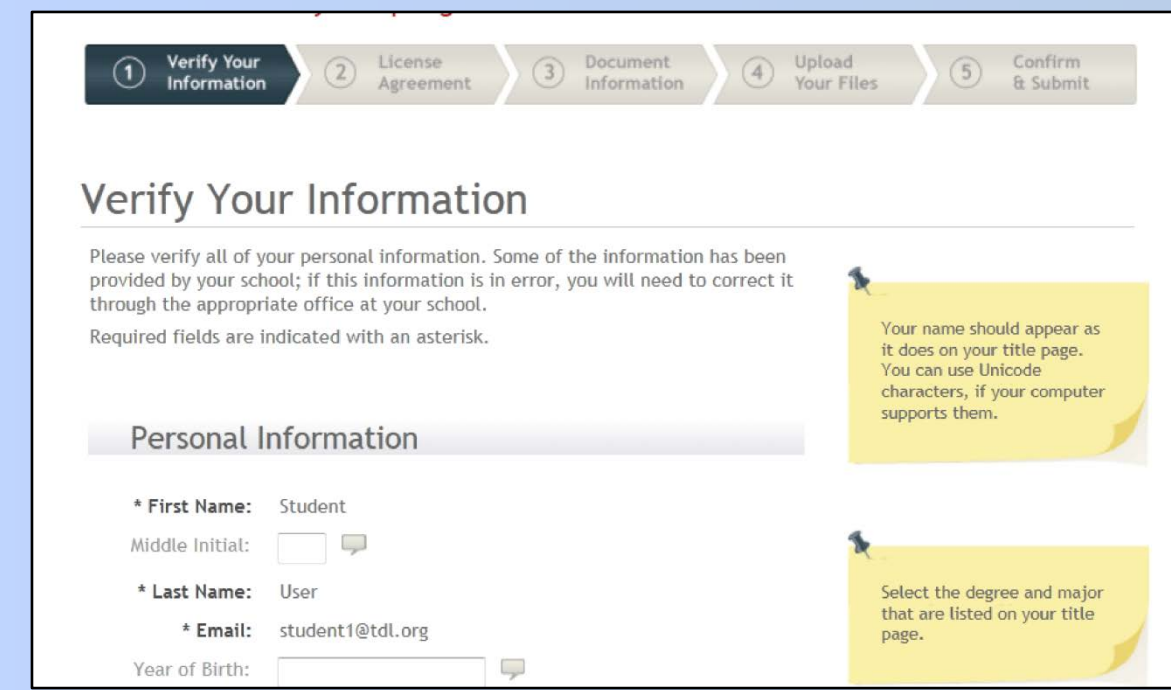 1 Verify Your Information
2 License Agreement
3 Document Information
4 Upload Your Files
5 Confirm & Submit
Verify Your Information
Please verify all of your personal information. Some of the information has been
provided by your school; if this information is in error, you will need to correct it
through the appropriate office at your school.
Required fields are indicated with an asterisk.
Your name should appear as
it does on your title page.
You can use Unicode
characters, if your computer
supports them.
Personal Information
* First Name: Student
Middle Initial:
* Last Name: User
* Email: student1@tdl.org
Year of Birth:
Select the degree and major
that are listed on your title
page.